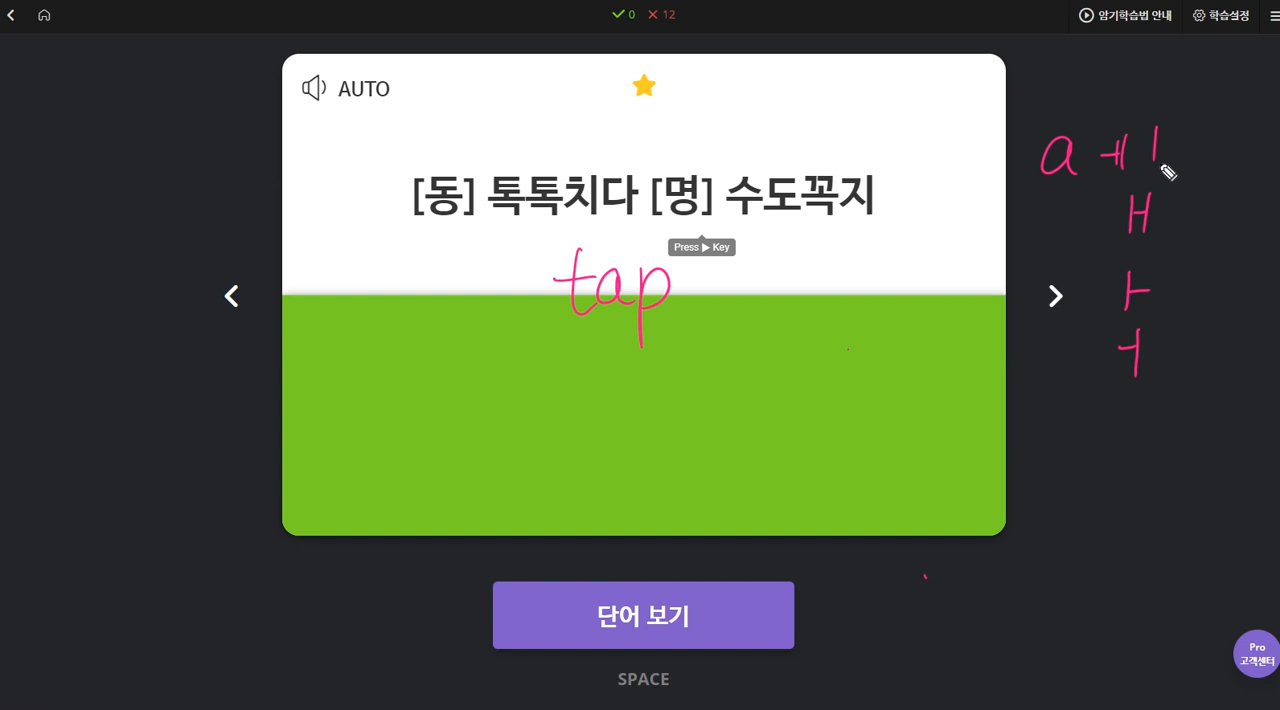 0 12 암기학습법 안내 학습설정
AUTO
[동] 톡톡치다 [명] 수도꼭지
Press ▶ Key
tap
a ㅔ ㅣ
ㅐ
ㅏ
ㅓ
단어 보기
SPACE
Pro
고객센터